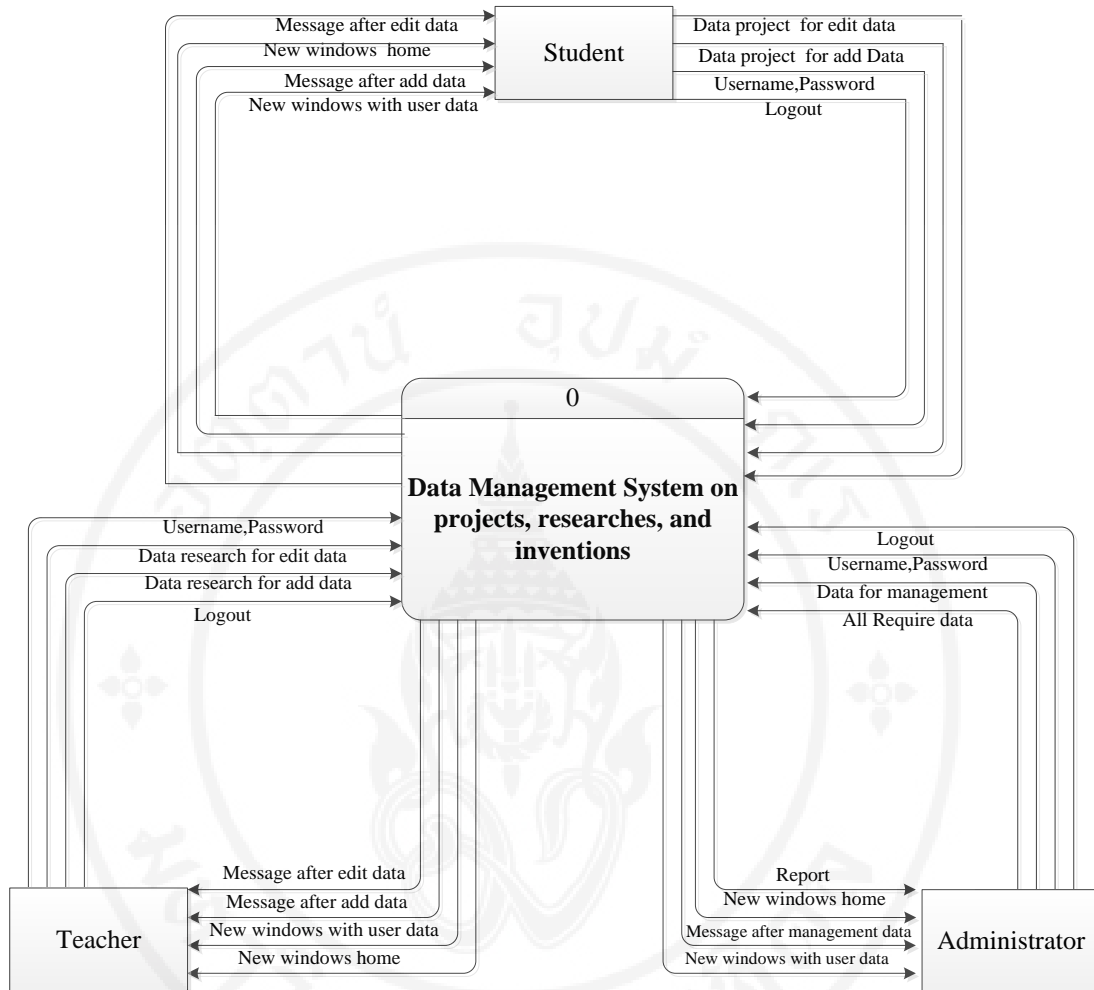 Message after edit data
New windows home
Message after add data
New windows with user data
Student
Data project for edit data
Data project for add Data
Username,Password
Logout
0
Data Management System on
projects, researches, and
inventions
Username,Password
Data research for edit data
Data research for add data
Logout
Logout
Username,Password
Data for management
All Require data
Message after edit data
Message after add data
New windows with user data
New windows home
Teacher
Report
New windows home
Message after management data
New windows with user data
Administrator